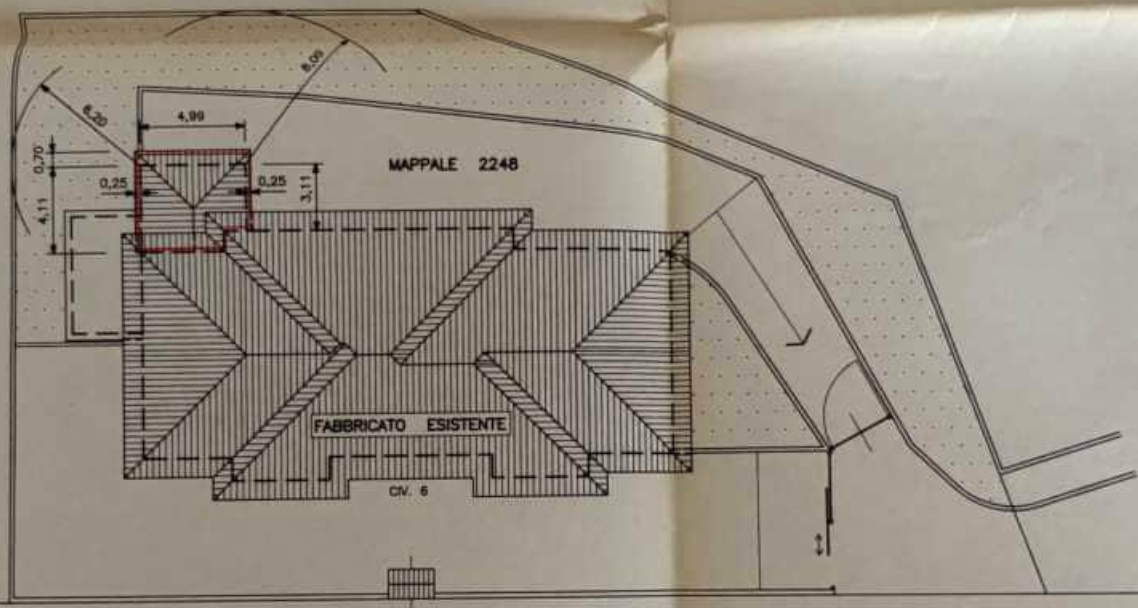 8,00
6,20
4,99
0,70
MAPPALE 2248
0,25
0,25
3,11
4,11
FABBRICATO ESISTENTE
CIV. 6